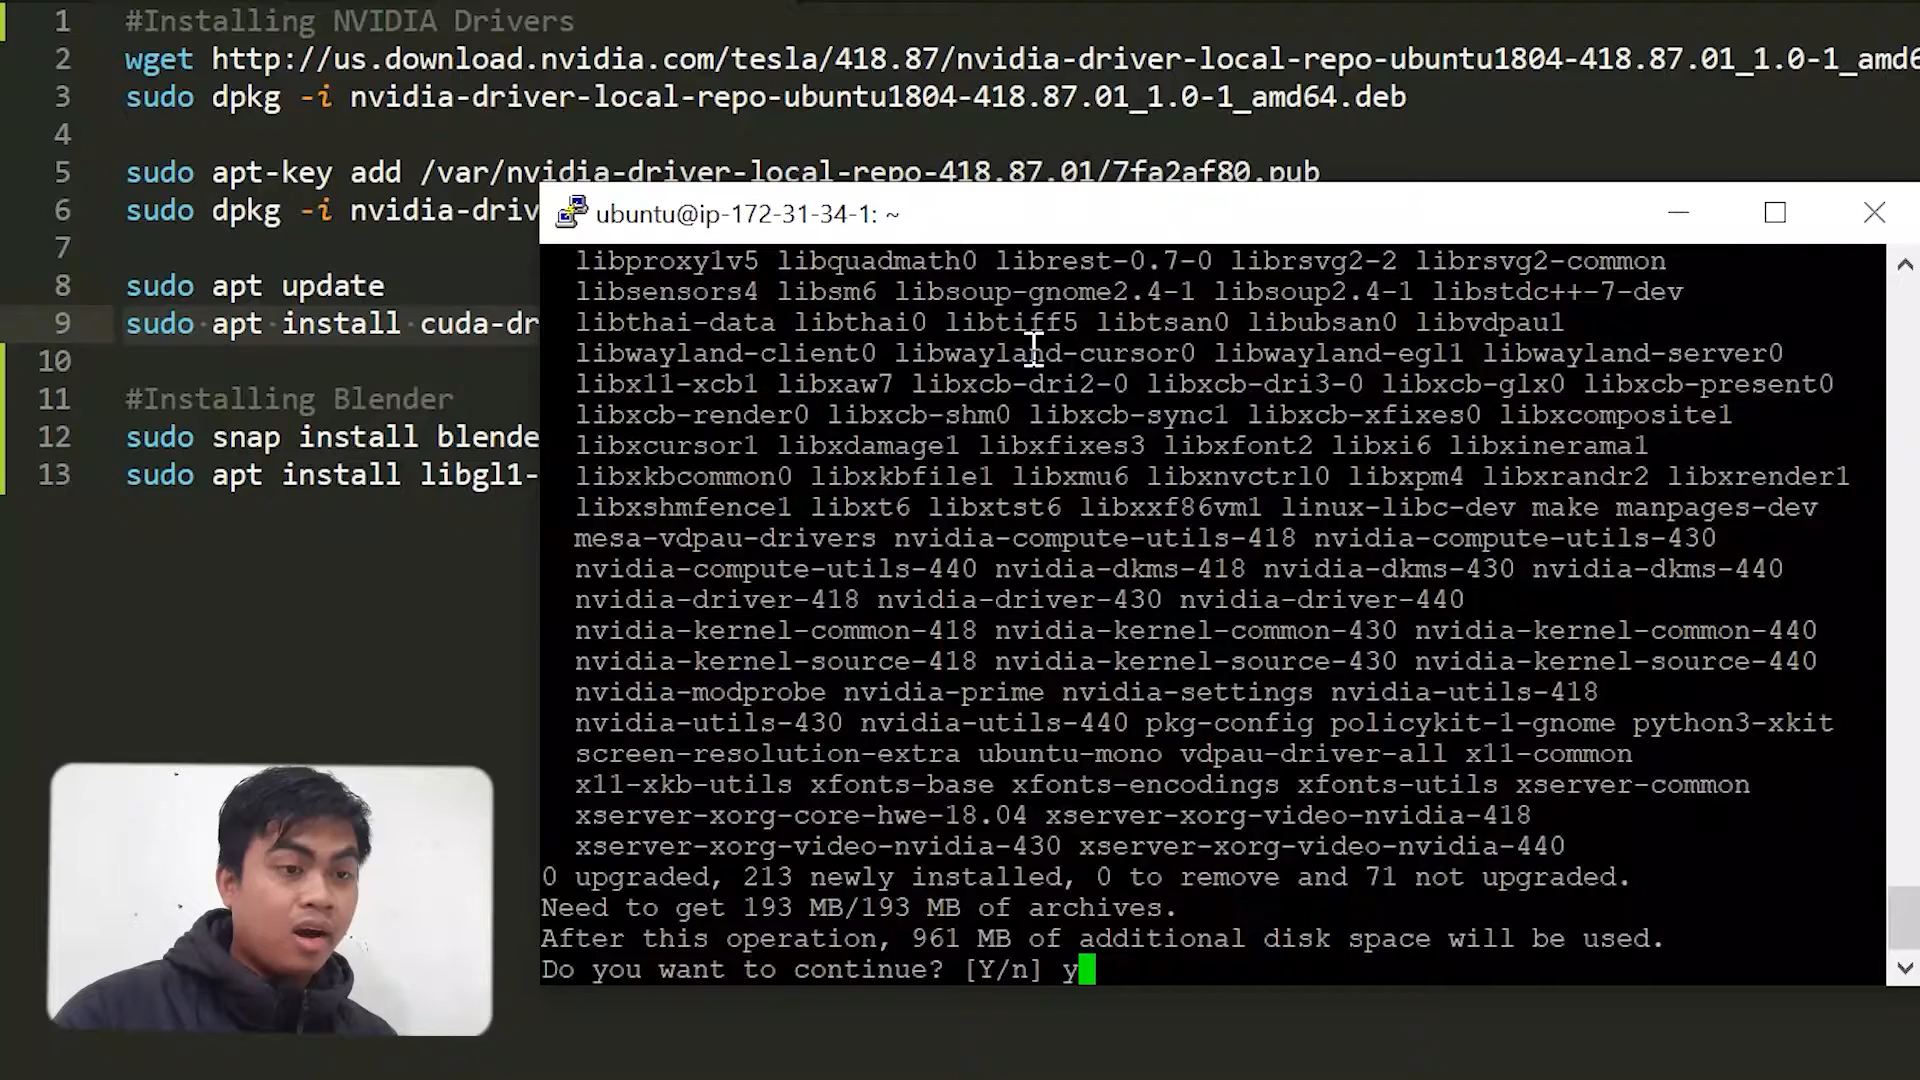 1 #Installing NVIDIA Drivers
2 wget http://us.download.nvidia.com/tesla/418.87/nvidia-driver-local-repo-ubuntu1804-418.87.01_1.0-1_amd6
3 sudo dpkg -i nvidia-driver-local-repo-ubuntu1804-418.87.01_1.0-1_amd64.deb
4
5 sudo apt-key add /var/nvidia-driver-local-repo-418.87.01/7fa2af80.pub
6 sudo dpkg -i nvidia-driv
7
8 sudo apt update
9 sudo apt install cuda-dr
10
11 #Installing Blender
12 sudo snap install blende
13 sudo apt install libgl1-
ubuntu@ip-172-31-34-1: ~
libproxy1v5 libquadmath0 librest-0.7-0 librsvg2-2 librsvg2-common
libsensors4 libsm6 libsoup-gnome2.4-1 libsoup2.4-1 libstdc++-7-dev
libthai-data libthai0 libtiff5 libtsan0 libubsan0 libvdpau1
libwayland-client0 libwayland-cursor0 libwayland-egl1 libwayland-server0
libx11-xcb1 libxaw7 libxcb-dri2-0 libxcb-dri3-0 libxcb-glx0 libxcb-present0
libxcb-render0 libxcb-shm0 libxcb-sync1 libxcb-xfixes0 libxcomposite1
libxcursor1 libxdamage1 libxfixes3 libxfont2 libxi6 libxinerama1
libxkbcommon0 libxkbfile1 libxmu6 libxnvctrl0 libxpm4 libxrandr2 libxrender1
libxshmfence1 libxt6 libxtst6 libxxf86vm1 linux-libc-dev make manpages-dev
mesa-vdpau-drivers nvidia-compute-utils-418 nvidia-compute-utils-430
nvidia-compute-utils-440 nvidia-dkms-418 nvidia-dkms-430 nvidia-dkms-440
nvidia-driver-418 nvidia-driver-430 nvidia-driver-440
nvidia-kernel-common-418 nvidia-kernel-common-430 nvidia-kernel-common-440
nvidia-kernel-source-418 nvidia-kernel-source-430 nvidia-kernel-source-440
nvidia-modprobe nvidia-prime nvidia-settings nvidia-utils-418
nvidia-utils-430 nvidia-utils-440 pkg-config policykit-1-gnome python3-xkit
screen-resolution-extra ubuntu-mono vdpau-driver-all x11-common
x11-xkb-utils xfonts-base xfonts-encodings xfonts-utils xserver-common
xserver-xorg-core-hwe-18.04 xserver-xorg-video-nvidia-418
xserver-xorg-video-nvidia-430 xserver-xorg-video-nvidia-440
0 upgraded, 213 newly installed, 0 to remove and 71 not upgraded.
Need to get 193 MB/193 MB of archives.
After this operation, 961 MB of additional disk space will be used.
Do you want to continue? [Y/n] y